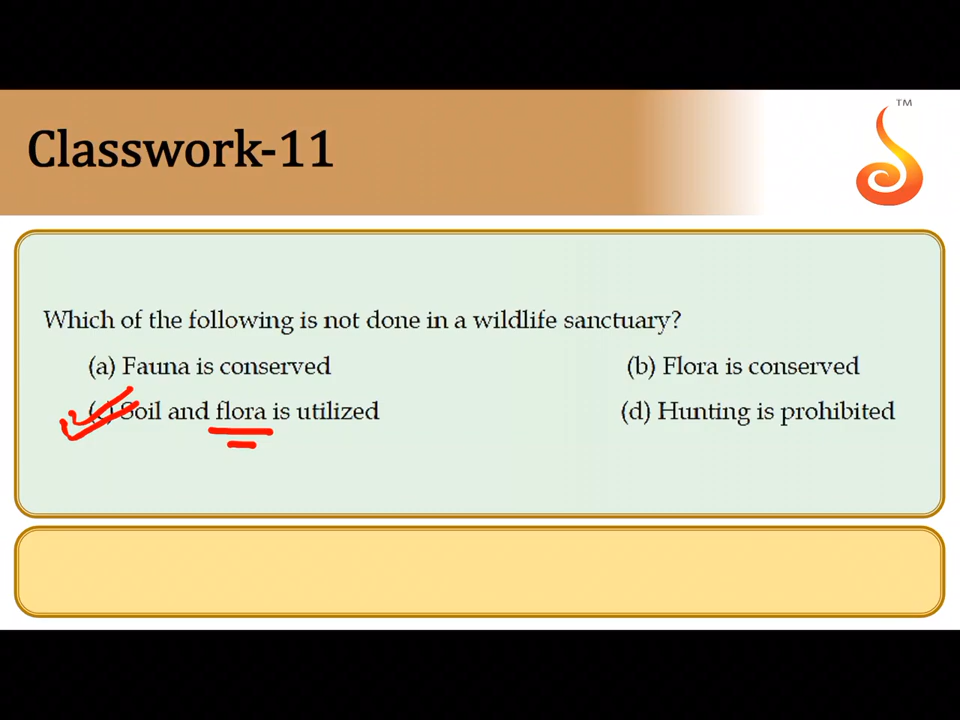 TM
Classwork-11
Which of the following is not done in a wildlife sanctuary?
(a) Fauna is conserved (b) Flora is conserved
(c) Soil and flora is utilized (d) Hunting is prohibited